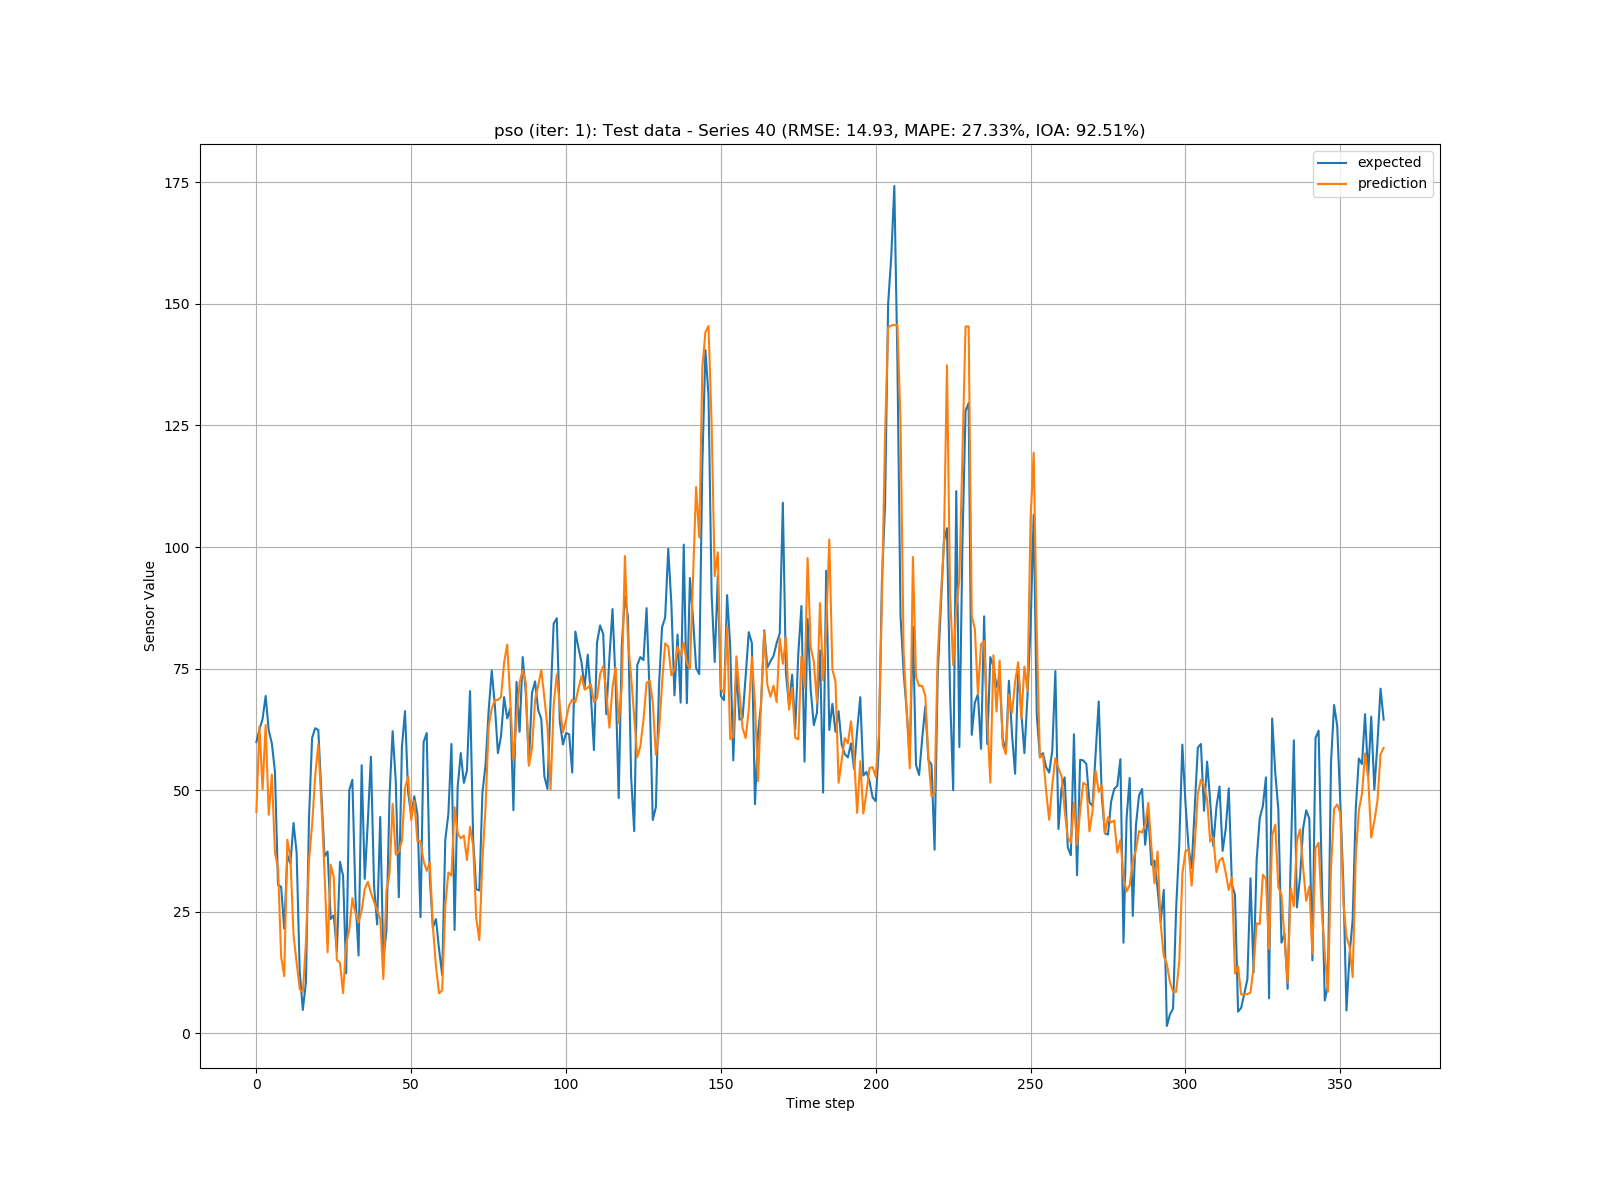 pso (iter: 1): Test data - Series 40 (RMSE: 14.93, MAPE: 27.33%, IOA: 92.51%)
expected
prediction
175
150
125
100
75
50
25
0
Sensor Value
0 50 100 150 200 250 300 350
Time step